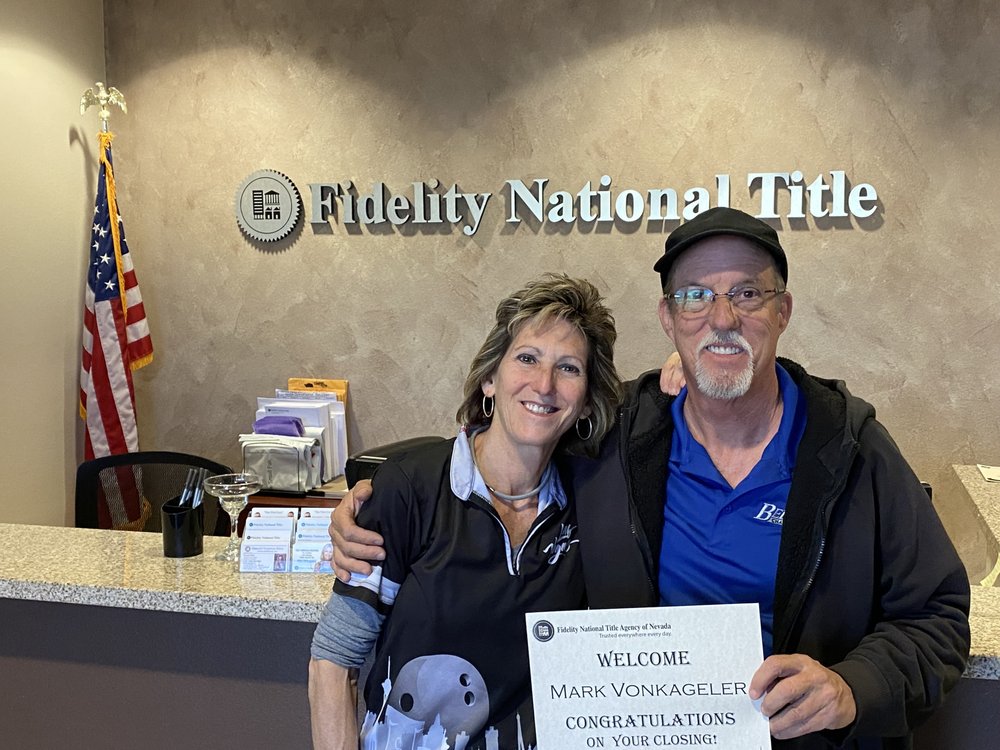 Fidelity National Title
Fidelity National Title Agency of Nevada
Trusted everywhere every day.
WELCOME
MARK VONKAGELER
CONGRATULATIONS
ON YOUR CLOSING!